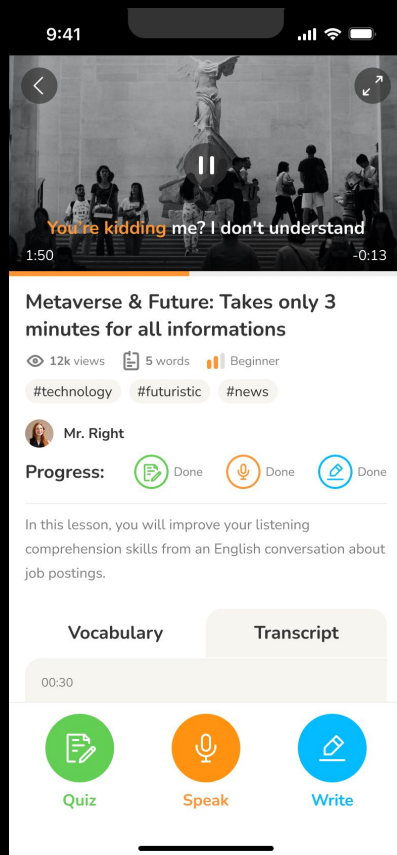 9:41
You're kidding me? I don't understand
1:50
-0:13
Metaverse & Future: Takes only 3
minutes for all informations
12k views
5 words
Beginner
#technology
#futuristic
#news
Mr. Right
Progress:
Done
Done
Done
In this lesson, you will improve your listening
comprehension skills from an English conversation about
job postings.
Vocabulary
Transcript
00:30
Quiz
Speak
Write